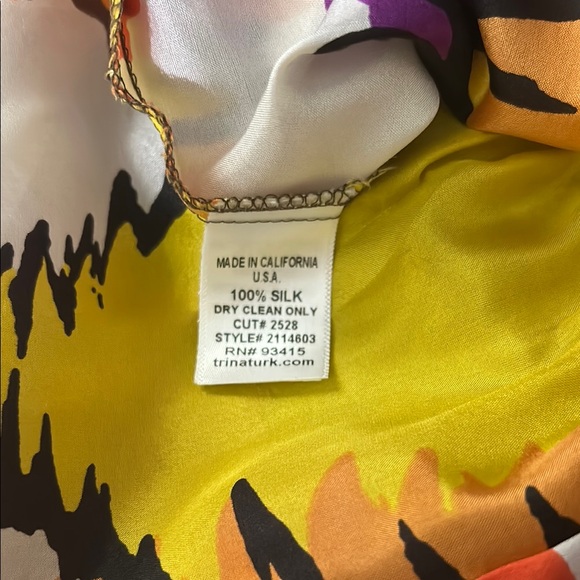 MADE IN CALIFORNIA
U.S.A.
100% SILK
DRY CLEAN ONLY
CUT# 2528
STYLE# 2114603
RN# 93415
trinaturk.com